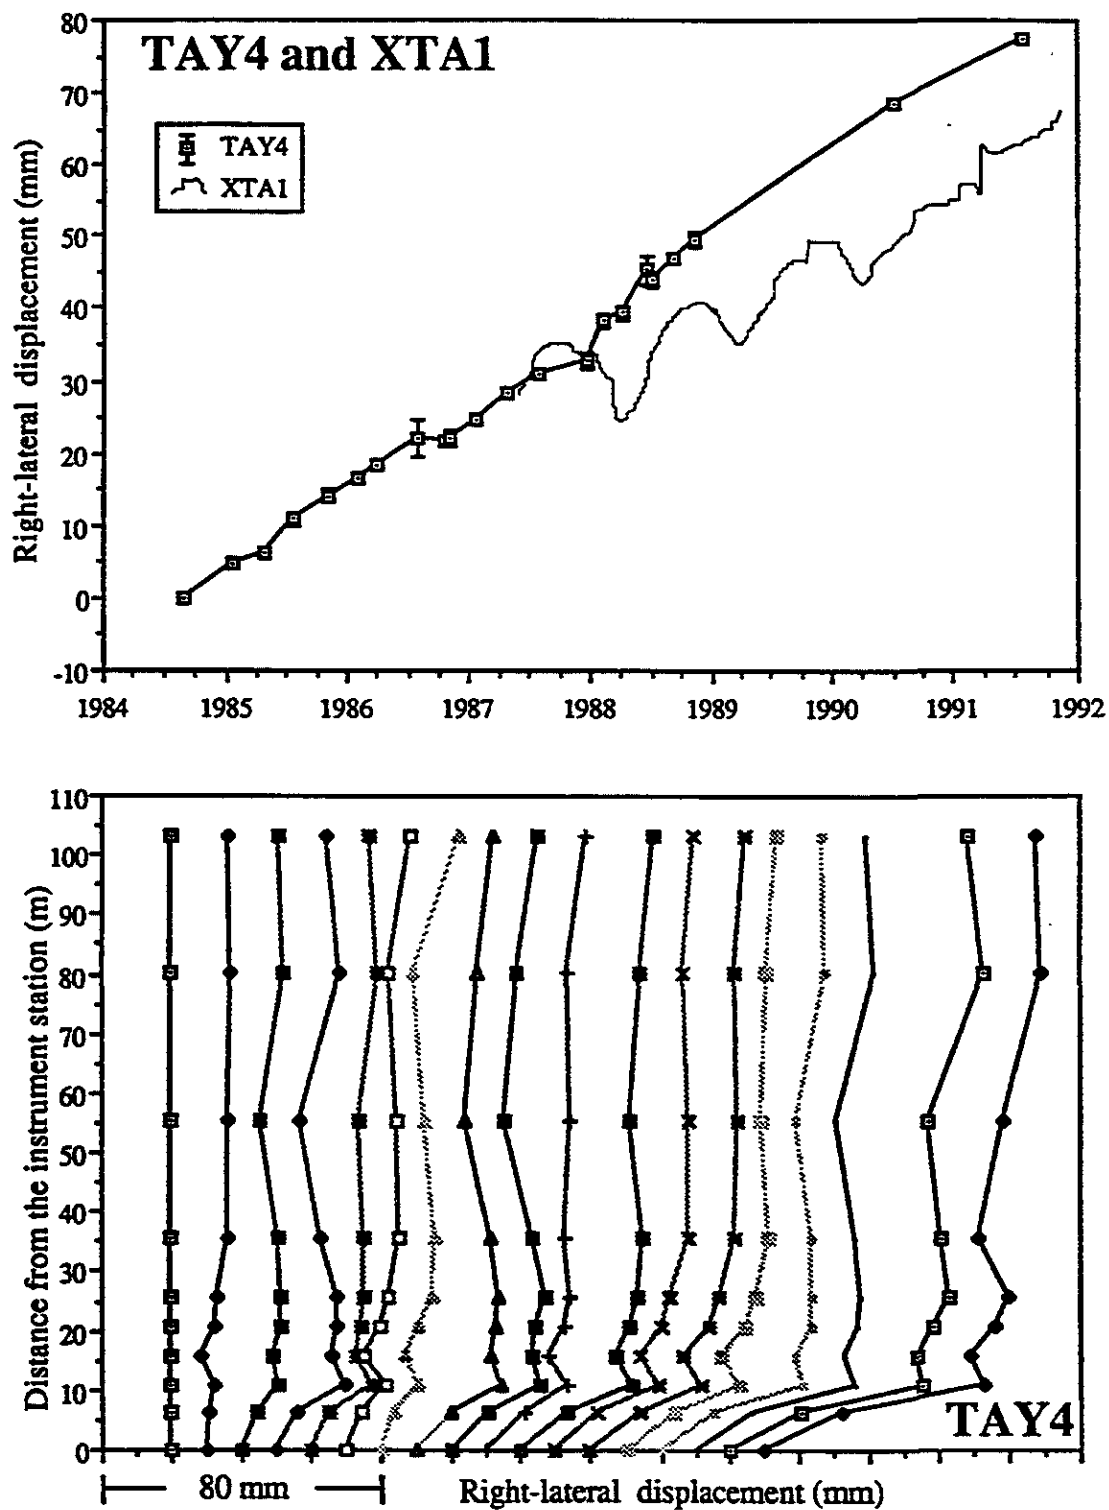 TAY4 and XTA1
TAY4
XTA1
Right-lateral displacement (mm)
80
70
60
50
40
30
20
10
0
-10
1984 1985 1986 1987 1988 1989 1990 1991 1992
Distance from the instrument station (m)
110
100
90
80
70
60
50
40
30
20
10
0
TAY4
80 mm
Right-lateral displacement (mm)